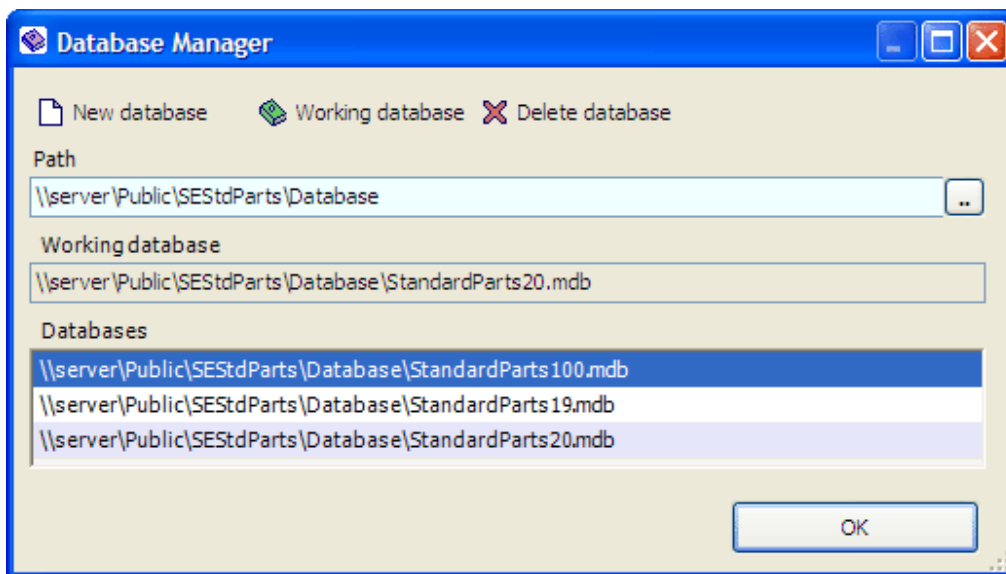 Database Manager
New database Working database Delete database
Path
\\server\Public\SEStdParts\Database
..
Working database
\\server\Public\SEStdParts\Database\StandardParts20.mdb
Databases
\\server\Public\SEStdParts\Database\StandardParts100.mdb
\\server\Public\SEStdParts\Database\StandardParts19.mdb
\\server\Public\SEStdParts\Database\StandardParts20.mdb
OK